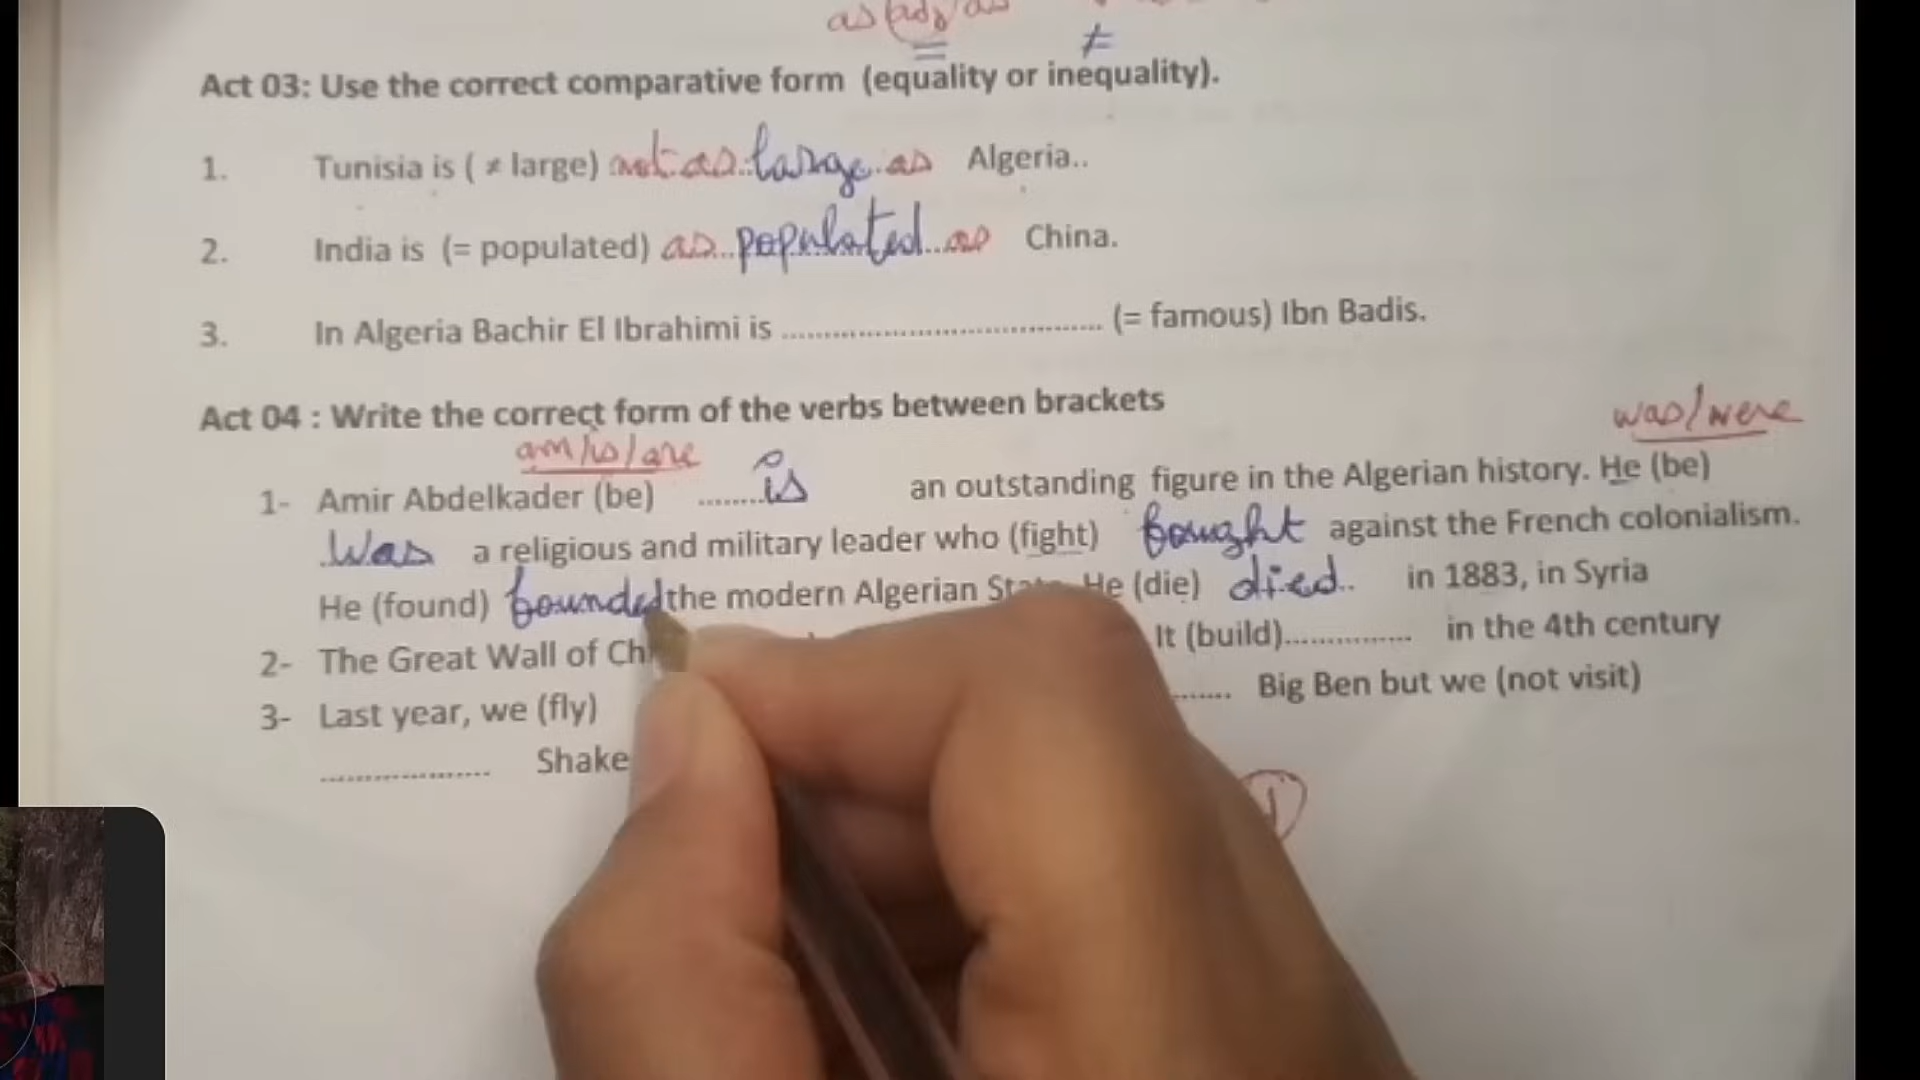 as (adj) as
= ≠
Act 03: Use the correct comparative form (equality or inequality).
1. Tunisia is ( ≠ large) not as large as Algeria..
2. India is (= populated) as populated as China.
3. In Algeria Bachir El Ibrahimi is ........................................ (= famous) Ibn Badis.
Act 04 : Write the correct form of the verbs between brackets
am/is/are was/were
1- Amir Abdelkader (be) .........is an outstanding figure in the Algerian history. He (be)
was a religious and military leader who (fight) fought against the French colonialism.
He (found) founded the modern Algerian State. He (die) died.. in 1883, in Syria
2- The Great Wall of Ch It (build)............... in the 4th century
3- Last year, we (fly) ....... Big Ben but we (not visit)
.................... Shake